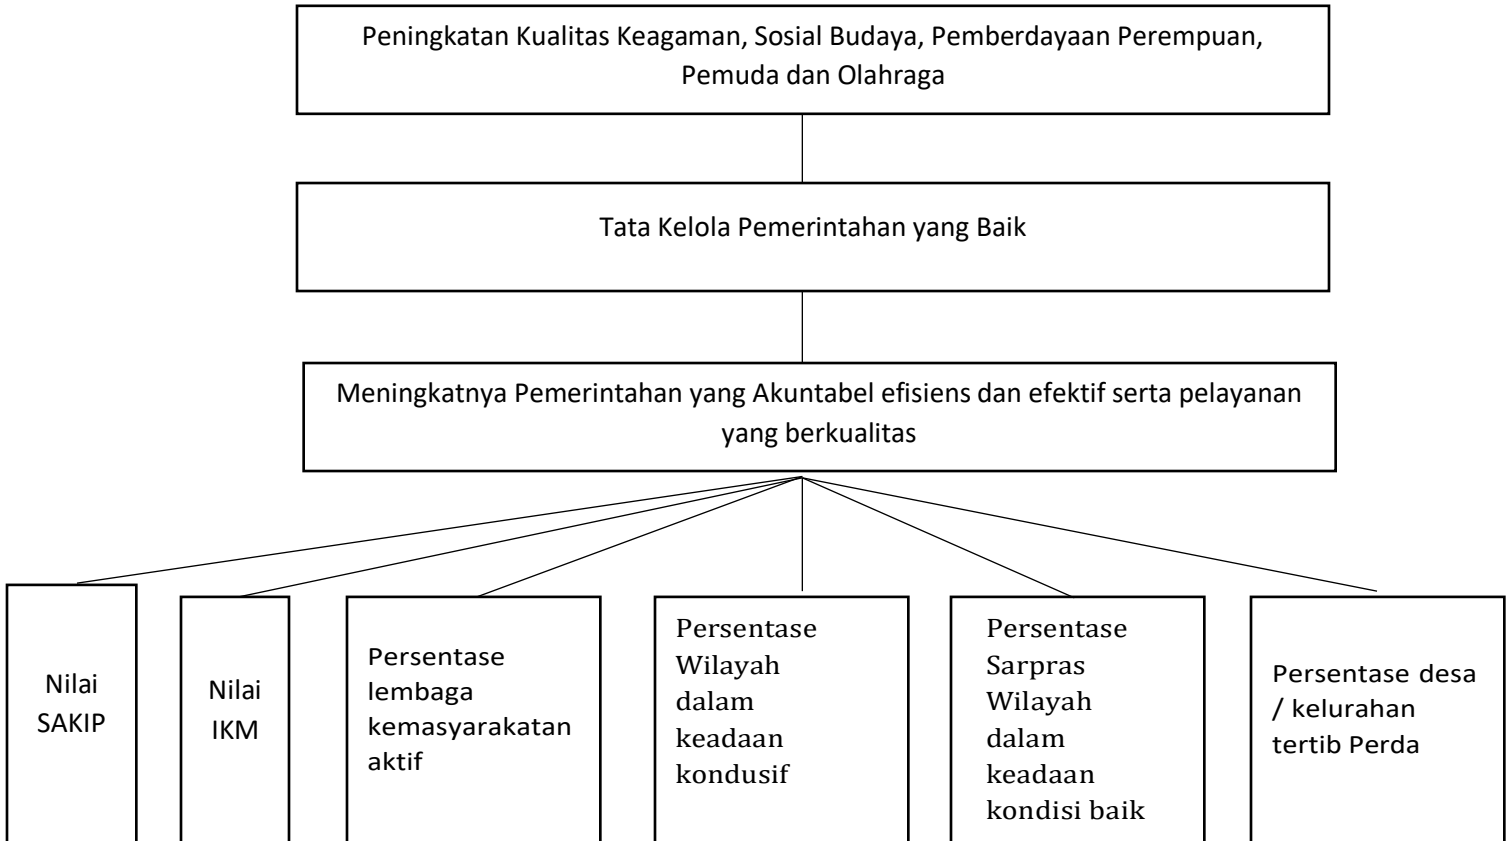 Peningkatan Kualitas Keagaman, Sosial Budaya, Pemberdayaan Perempuan,
Pemuda dan Olahraga
Tata Kelola Pemerintahan yang Baik
Meningkatnya Pemerintahan yang Akuntabel efisiens dan efektif serta pelayanan
yang berkualitas
Nilai
SAKIP
Nilai
IKM
Persentase
lembaga
kemasyarakatan
aktif
Persentase
Wilayah
dalam
keadaan
kondusif
Persentase
Sarpras
Wilayah
dalam
keadaan
kondisi baik
Persentase desa
/ kelurahan
tertib Perda